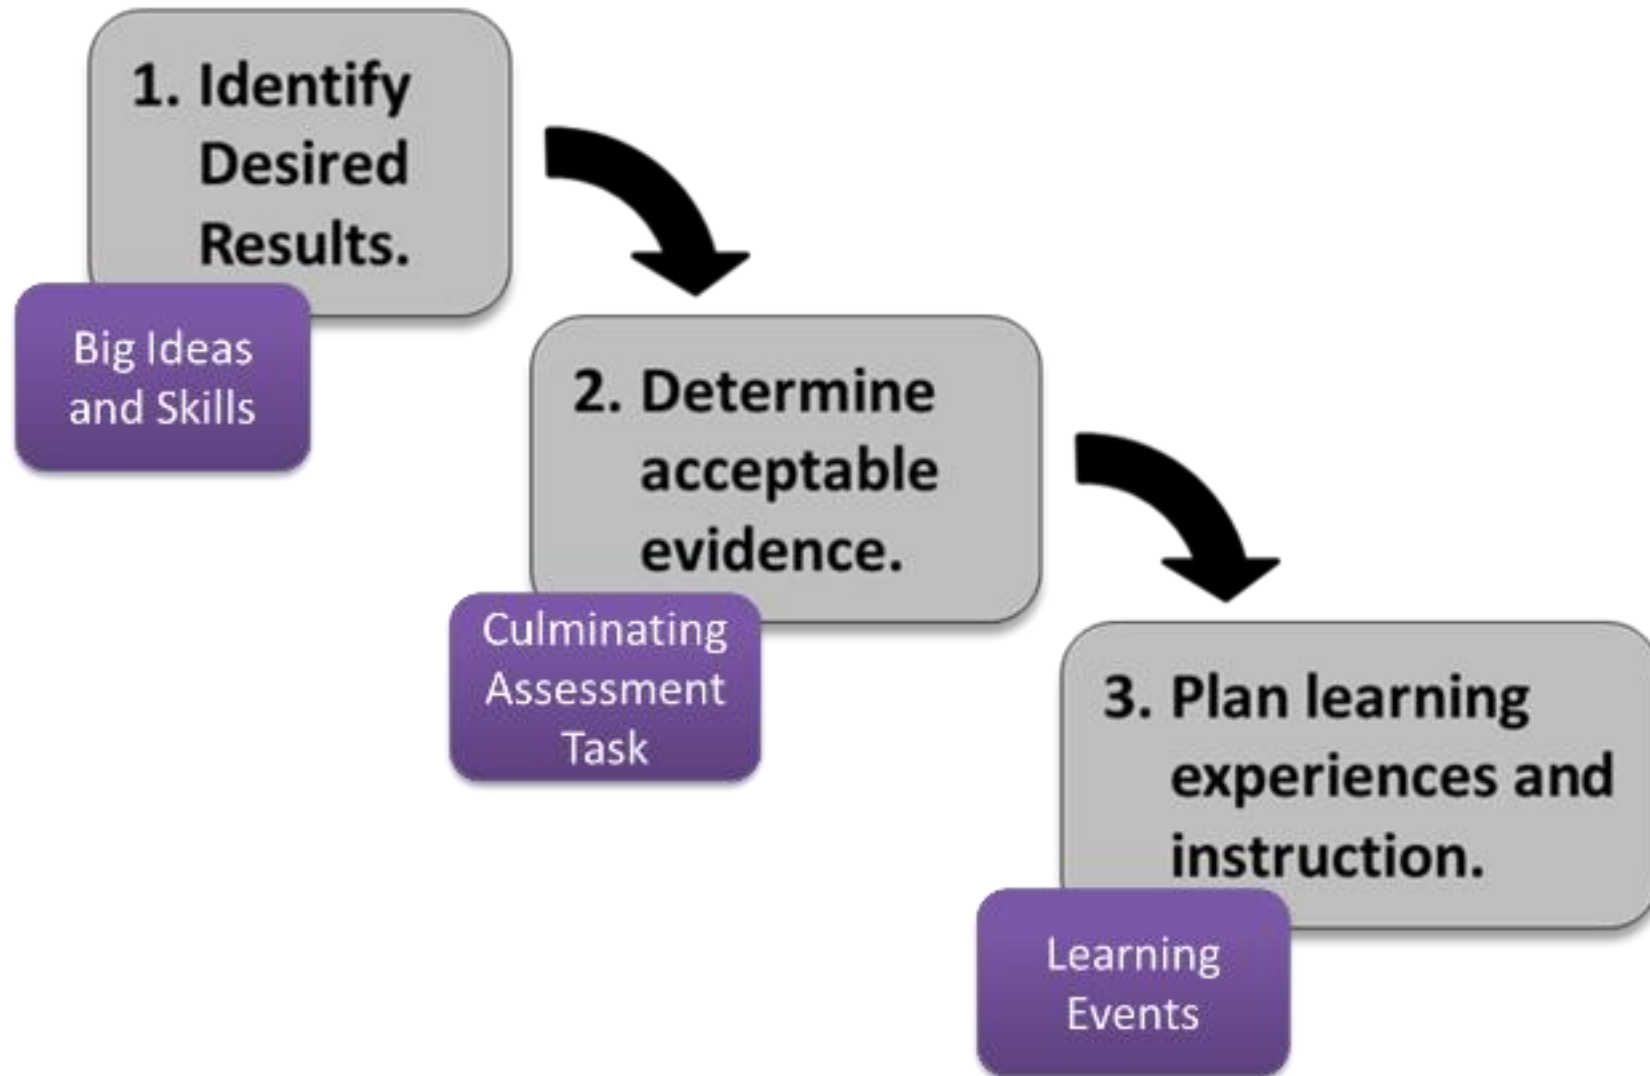 1. Identify
Desired
Results.
Big Ideas
and Skills
2. Determine
acceptable
evidence.
Culminating
Assessment
Task
3. Plan learning
experiences and
instruction.
Learning
Events